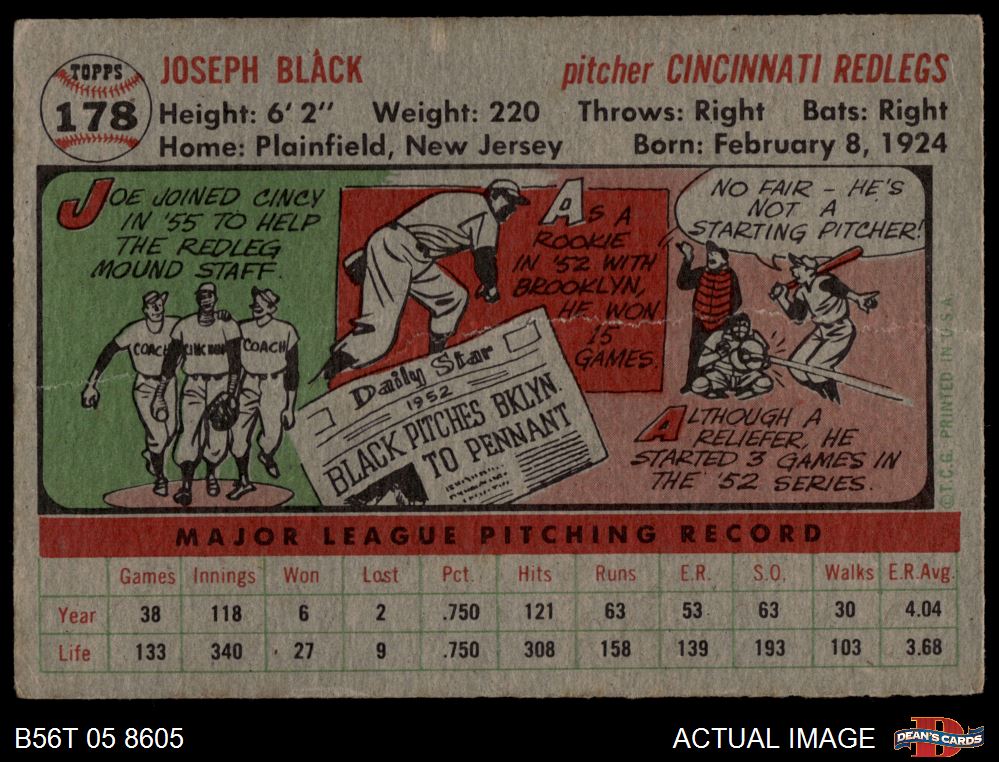 TOPPS
178
JOSEPH BLACK
pitcher CINCINNATI REDLEGS
Height: 6' 2" Weight: 220 Throws: Right Bats: Right
Home: Plainfield, New Jersey Born: February 8, 1924
JOE JOINED CINCY
IN '55 TO HELP
THE REDLEG
MOUND STAFF.
COACH
COACH
AS A
ROOKIE
IN '52 WITH
BROOKLYN,
HE WON
15
GAMES.
Daily Star
1952
BLACK PITCHES BKLYN.
TO PENNANT
NO FAIR – HE'S
NOT A
STARTING PITCHER!
ALTHOUGH A
RELIEFER, HE
STARTED 3 GAMES IN
THE '52 SERIES.
©T.C.G. PRINTED IN U.S.A.
MAJOR LEAGUE PITCHING RECORD
Games Innings Won Lost Pct. Hits Runs E.R. S.O. Walks E.R.Avg.
Year 38 118 6 2 .750 121 63 53 63 30 4.04
Life 133 340 27 9 .750 308 158 139 193 103 3.68
B56T 05 8605
ACTUAL IMAGE
DEAN'S CARDS